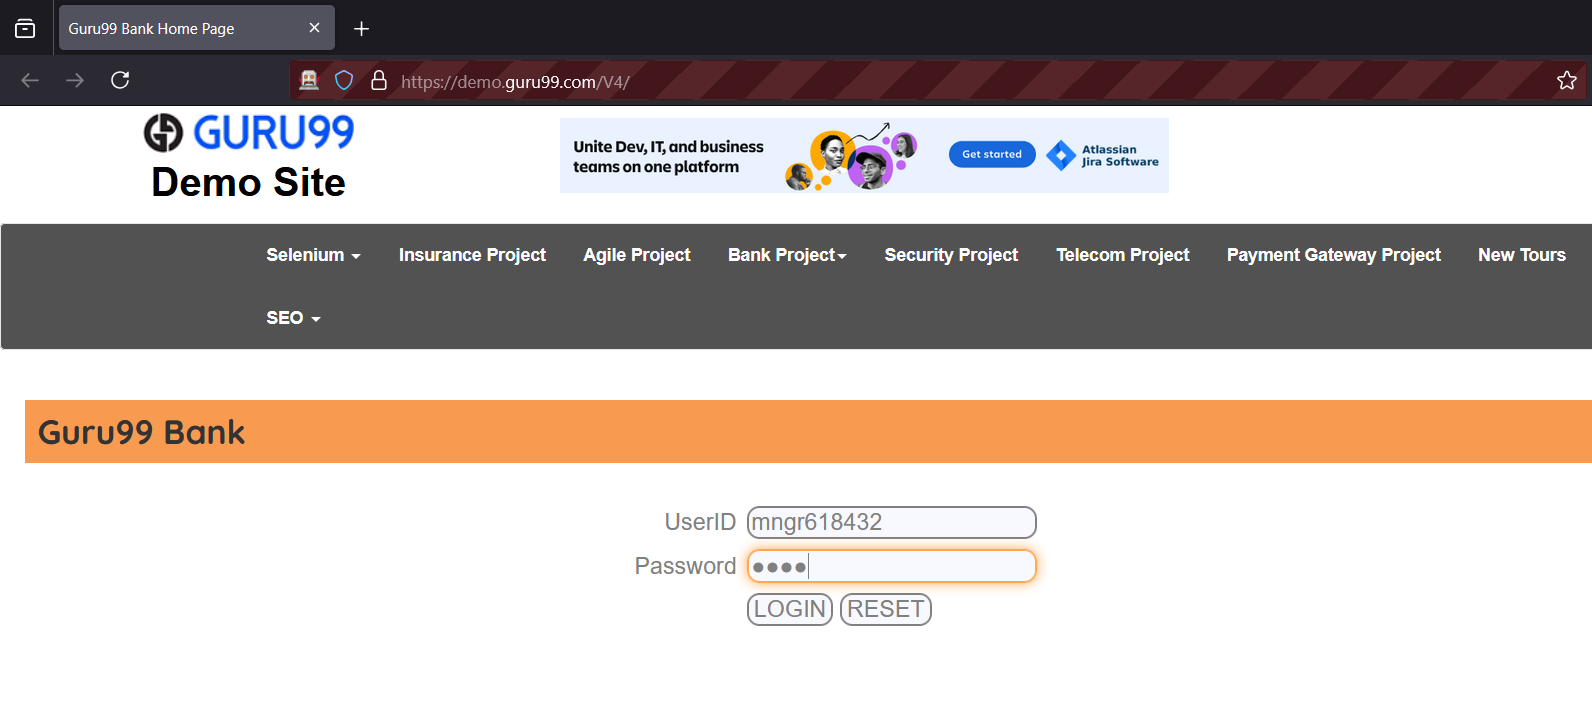 Guru99 Bank Home Page
https://demo.guru99.com/V4/
GURU99
Demo Site
Unite Dev, IT, and business
teams on one platform
Get started
Atlassian
Jira Software
Selenium
Insurance Project
Agile Project
Bank Project
Security Project
Telecom Project
Payment Gateway Project
New Tours
SEO
Guru99 Bank
UserID mngr618432
Password ••••
LOGIN RESET